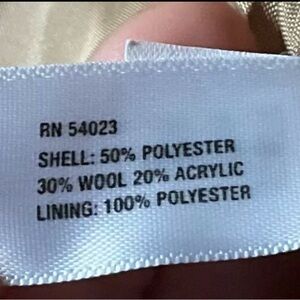 RN 54023
SHELL: 50% POLYESTER
30% WOOL 20% ACRYLIC
LINING: 100% POLYESTER